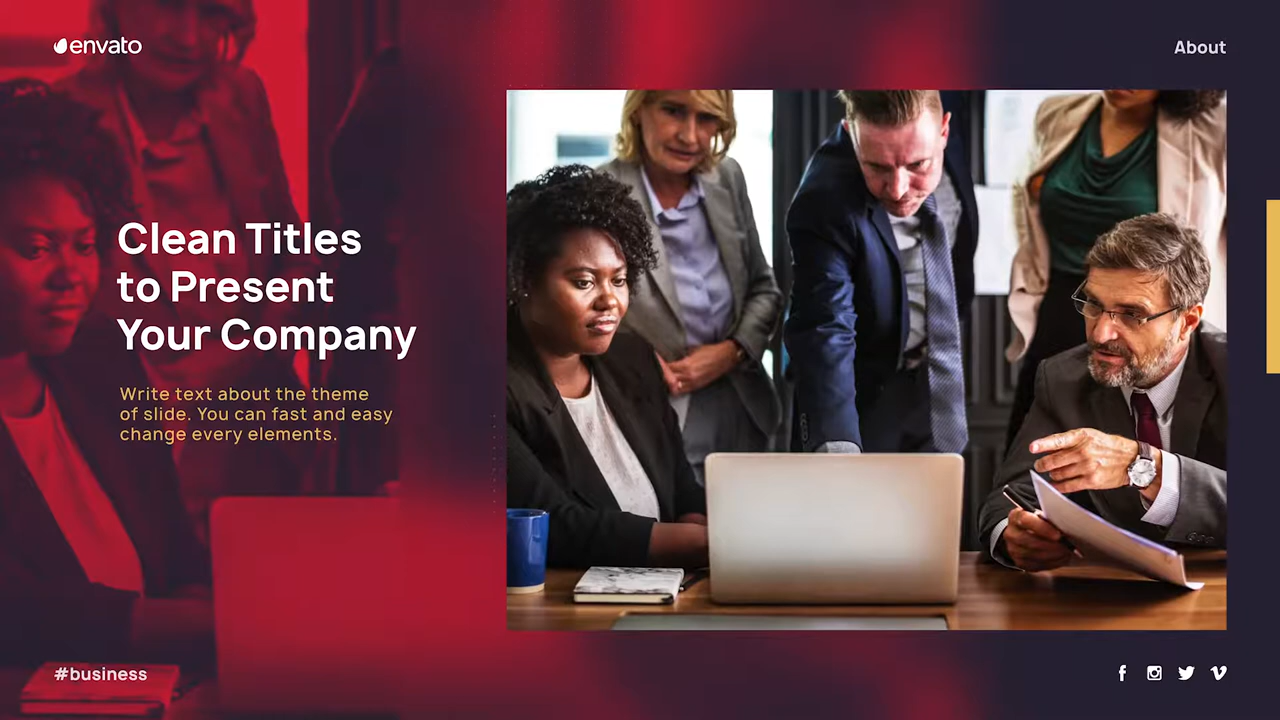 envato
About
Clean Titles
to Present
Your Company
Write text about the theme
of slide. You can fast and easy
change every elements.
#business